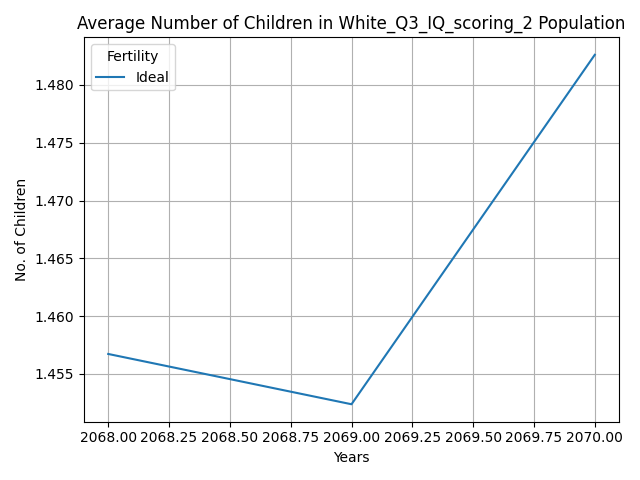 Average Number of Children in White_Q3_IQ_scoring_2 Population
Fertility
Ideal
1.480
1.475
1.470
1.465
1.460
1.455
No. of Children
2068.00 2068.25 2068.50 2068.75 2069.00 2069.25 2069.50 2069.75 2070.00
Years